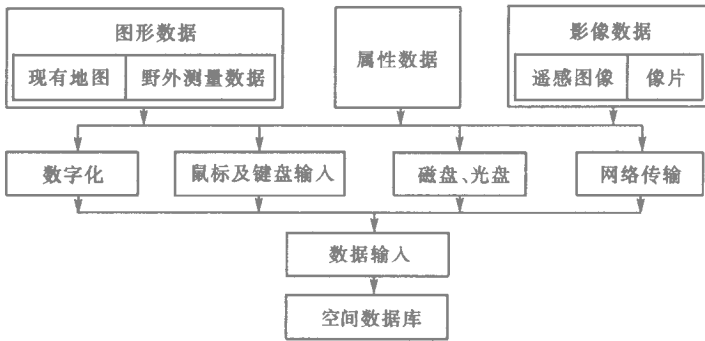 图形数据
属性数据
影像数据
现有地图
野外测量数据
遥感图像
像片
数字化
鼠标及键盘输入
磁盘、光盘
网络传输
数据输入
空间数据库